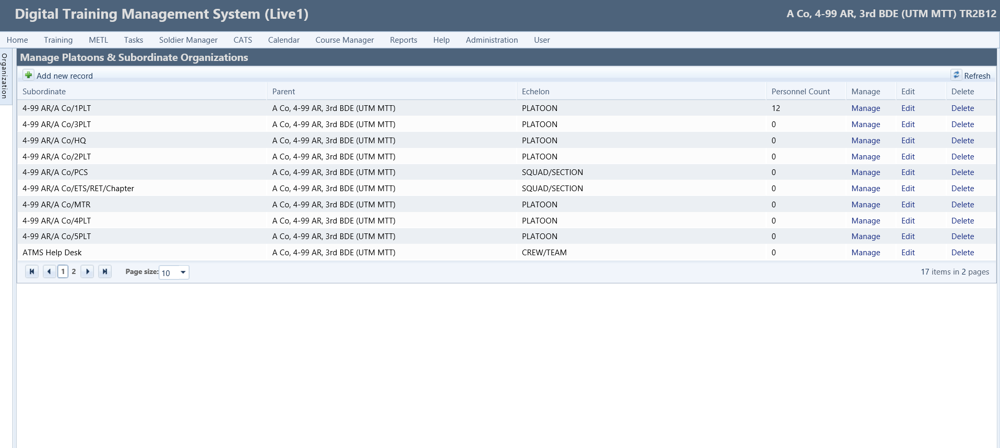 Digital Training Management System (Live1)
A Co, 4-99 AR, 3rd BDE (UTM MTT) TR2B12
Home Training METL Tasks Soldier Manager CATS Calendar Course Manager Reports Help Administration User
Organization
Manage Platoons & Subordinate Organizations
Add new record
Refresh
Subordinate Parent Echelon Personnel Count Manage Edit Delete
4-99 AR/A Co/1PLT A Co, 4-99 AR, 3rd BDE (UTM MTT) PLATOON 12 Manage Edit Delete
4-99 AR/A Co/3PLT A Co, 4-99 AR, 3rd BDE (UTM MTT) PLATOON 0 Manage Edit Delete
4-99 AR/A Co/HQ A Co, 4-99 AR, 3rd BDE (UTM MTT) PLATOON 0 Manage Edit Delete
4-99 AR/A Co/2PLT A Co, 4-99 AR, 3rd BDE (UTM MTT) PLATOON 0 Manage Edit Delete
4-99 AR/A Co/PCS A Co, 4-99 AR, 3rd BDE (UTM MTT) SQUAD/SECTION 0 Manage Edit Delete
4-99 AR/A Co/ETS/RET/Chapter A Co, 4-99 AR, 3rd BDE (UTM MTT) SQUAD/SECTION 0 Manage Edit Delete
4-99 AR/A Co/MTR A Co, 4-99 AR, 3rd BDE (UTM MTT) PLATOON 0 Manage Edit Delete
4-99 AR/A Co/4PLT A Co, 4-99 AR, 3rd BDE (UTM MTT) PLATOON 0 Manage Edit Delete
4-99 AR/A Co/5PLT A Co, 4-99 AR, 3rd BDE (UTM MTT) PLATOON 0 Manage Edit Delete
ATMS Help Desk A Co, 4-99 AR, 3rd BDE (UTM MTT) CREW/TEAM 0 Manage Edit Delete
1 2 Page size: 10 17 items in 2 pages